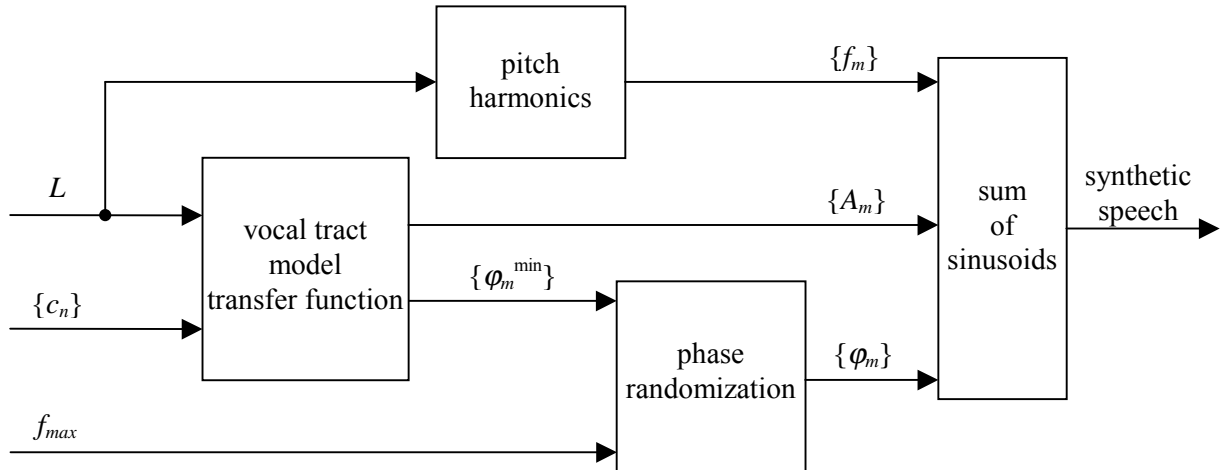 pitch
harmonics
{f_m}
L
vocal tract
model
transfer function
{A_m}
sum
of
sinusoids
synthetic
speech
{c_n}
{φ_m^min}
phase
randomization
{φ_m}
f_max